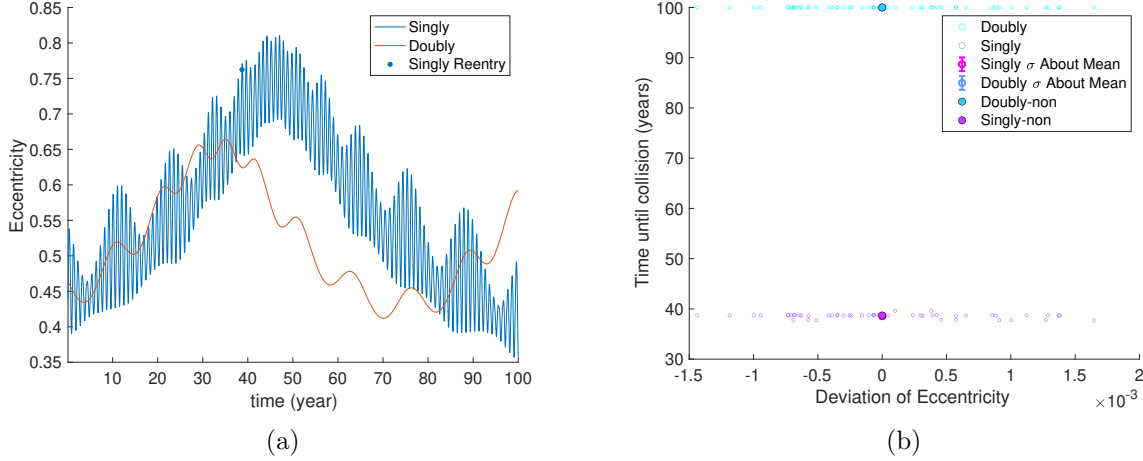 0.85
0.8
0.75
0.7
0.65
0.6
0.55
0.5
0.45
0.4
0.35
Eccentricity
10 20 30 40 50 60 70 80 90 100
time (year)
Singly
Doubly
Singly Reentry
(a)
100
90
80
70
60
50
40
30
Time until collision (years)
-1.5 -1 -0.5 0 0.5 1 1.5 2
×10⁻³
Deviation of Eccentricity
Doubly
Singly
Singly σ About Mean
Doubly σ About Mean
Doubly-non
Singly-non
(b)